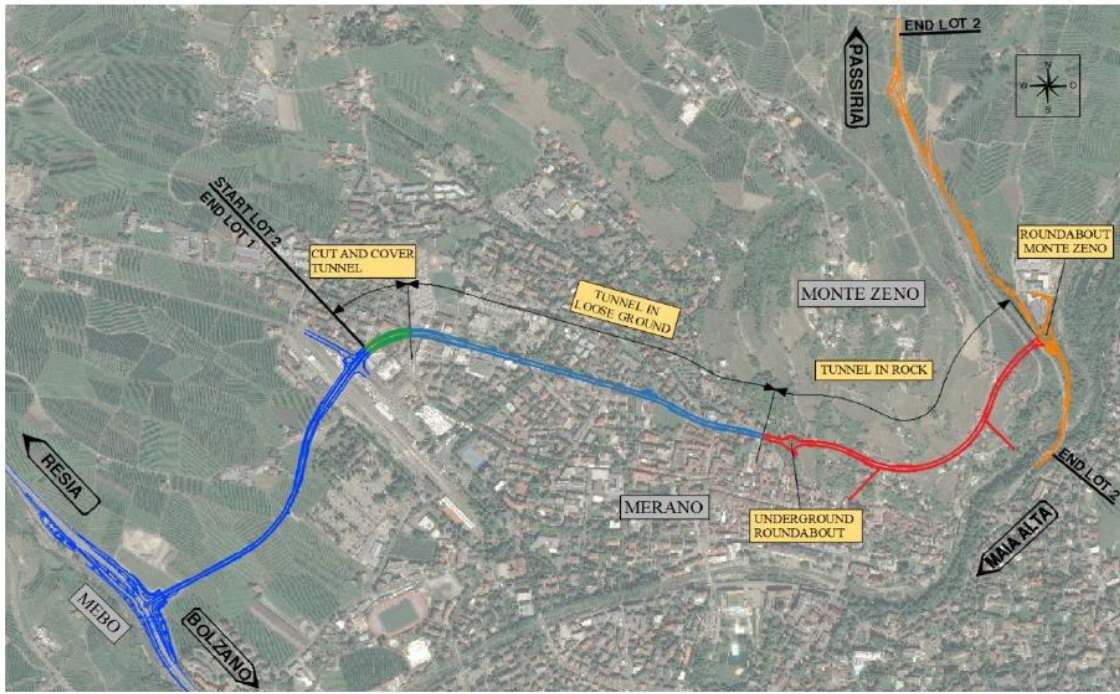 END LOT 2
PASSIRIA
N
W
O
S
START LOT 2
END LOT 1
CUT AND COVER
TUNNEL
ROUNDABOUT
MONTE ZENO
TUNNEL IN
LOOSE GROUND
MONTE ZENO
TUNNEL IN ROCK
RESIA
MERANO
UNDERGROUND
ROUNDABOUT
END LOT 2
MAIA ALTA
MEBO
BOLZANO